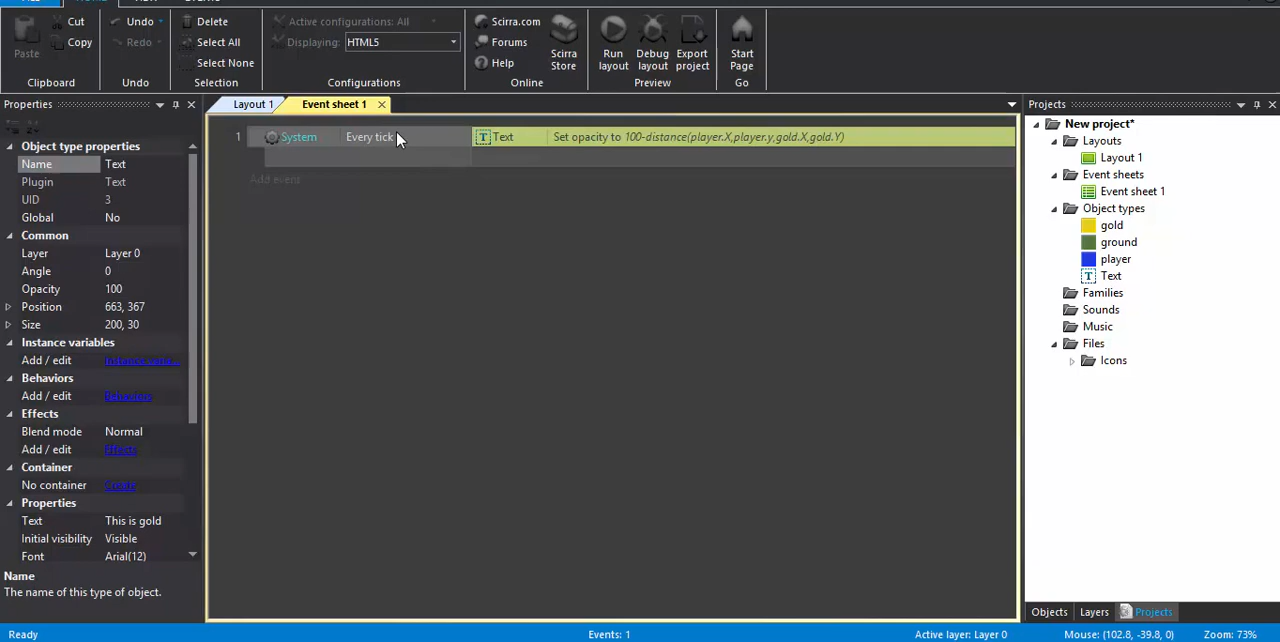 Cut
Undo
Delete
Active configurations: All
Scirra.com
Copy
Redo
Select All
Displaying:
HTML5
Forums
Paste
Select None
Help
Scirra Store
Run layout
Debug layout
Export project
Start Page
Clipboard
Undo
Selection
Configurations
Online
Preview
Go
Properties
Layout 1
Event sheet 1
Projects
Object type properties
Name Text
Plugin Text
UID 3
Global No
Common
Layer Layer 0
Angle 0
Opacity 100
Position 663, 367
Size 200, 30
Instance variables
Add / edit Instance varia...
Behaviors
Add / edit Behaviors
Effects
Blend mode Normal
Add / edit Effects
Container
No container Create
Properties
Text This is gold
Initial visibility Visible
Font Arial(12)
Name
The name of this type of object.
1 System Every tick T Text Set opacity to 100-distance(player.X,player.y,gold.X,gold.Y)
Add event
New project*
Layouts
Layout 1
Event sheets
Event sheet 1
Object types
gold
ground
player
T Text
Families
Sounds
Music
Files
Icons
Objects
Layers
Projects
Ready
Events: 1
Active layer: Layer 0
Mouse: (102.8, -39.8, 0)
Zoom: 73%